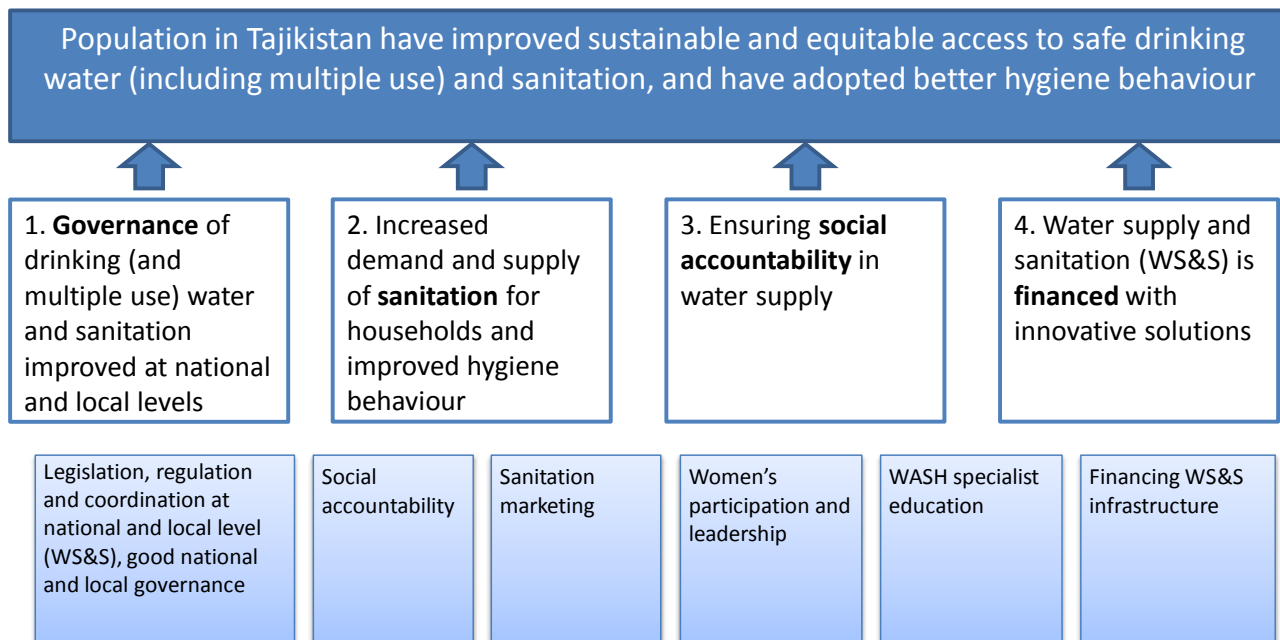 Population in Tajikistan have improved sustainable and equitable access to safe drinking
water (including multiple use) and sanitation, and have adopted better hygiene behaviour
1. Governance of
drinking (and
multiple use) water
and sanitation
improved at national
and local levels
2. Increased
demand and supply
of sanitation for
households and
improved hygiene
behaviour
3. Ensuring social
accountability in
water supply
4. Water supply and
sanitation (WS&S) is
financed with
innovative solutions
Legislation, regulation
and coordination at
national and local level
(WS&S), good national
and local governance
Social
accountability
Sanitation
marketing
Women's
participation and
leadership
WASH specialist
education
Financing WS&S
infrastructure